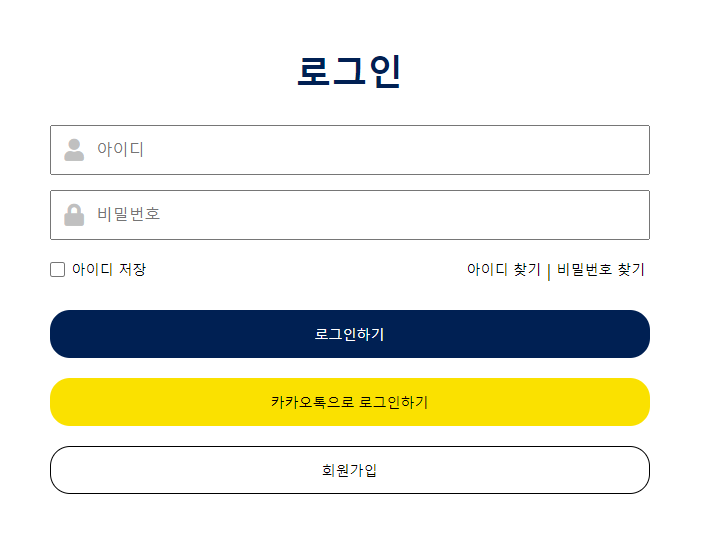 로그인
아이디
비밀번호
아이디 저장
아이디 찾기 | 비밀번호 찾기
로그인하기
카카오톡으로 로그인하기
회원가입